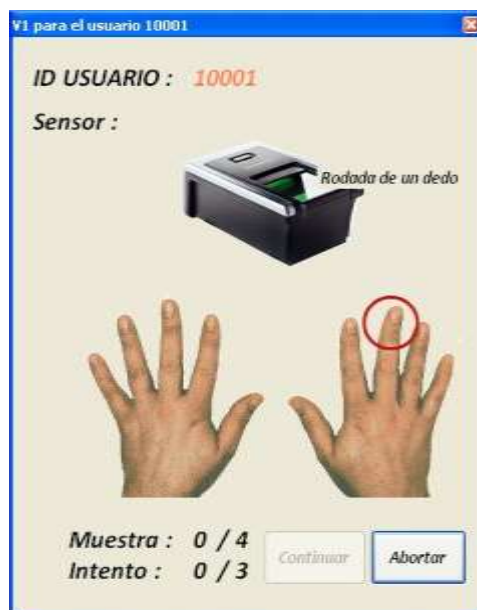 V1 para el usuario 10001
ID USUARIO : 10001
Sensor :
Rodada de un dedo
Muestra : 0 / 4
Intento : 0 / 3
Continuar
Abortar